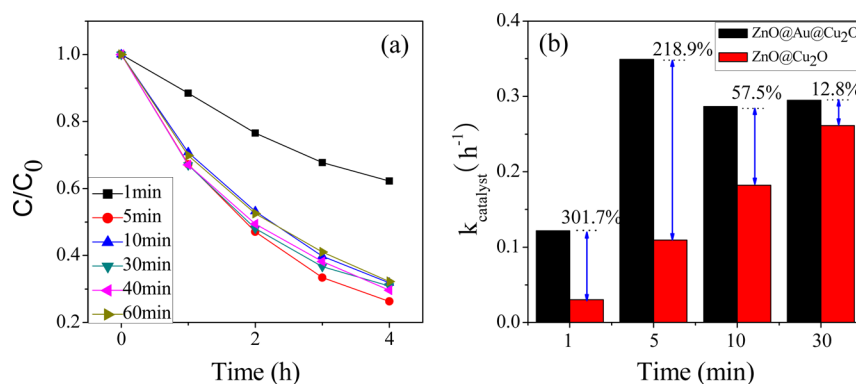 (a)
1.0
0.8
0.6
0.4
0.2
C/C0
1min
5min
10min
30min
40min
60min
0
2
4
Time (h)
(b)
ZnO@Au@Cu2O
ZnO@Cu2O
0.4
0.3
0.2
0.1
0.0
kcatalyst( h-1)
301.7%
218.9%
57.5%
12.8%
1
5
10
30
Time (min)